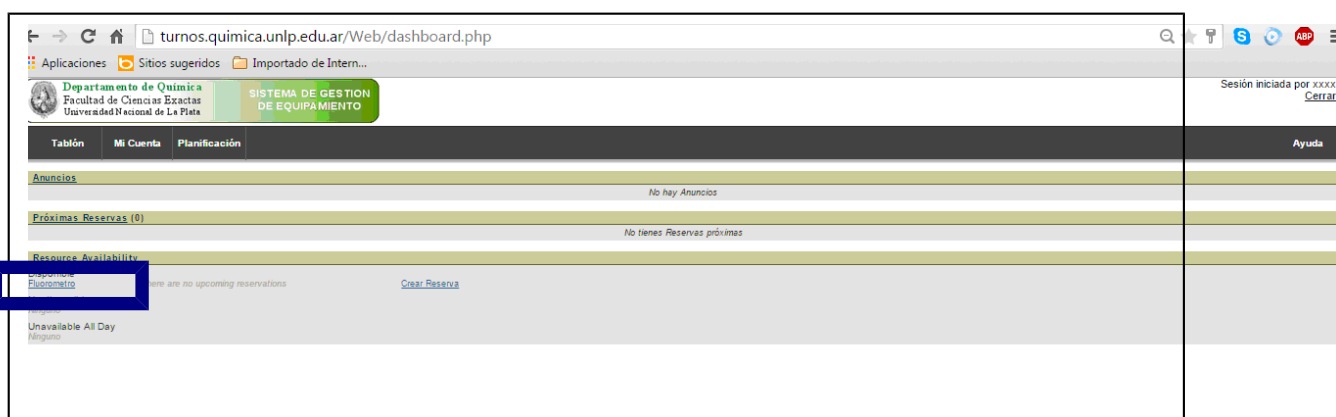 turnos.quimica.unlp.edu.ar/Web/dashboard.php
Aplicaciones Sitios sugeridos Importado de Intern...
Departamento de Química
Facultad de Ciencias Exactas
Universidad Nacional de La Plata
SISTEMA DE GESTION
DE EQUIPAMIENTO
Sesión iniciada por xxxx
Cerrar
Tablón Mi Cuenta Planificación Ayuda
Anuncios
No hay Anuncios
Próximas Reservas (0)
No tienes Reservas próximas
Resource Availability
Disponible
Fluorometro here are no upcoming reservations Crear Reserva
Unavailable All Day
Ninguno